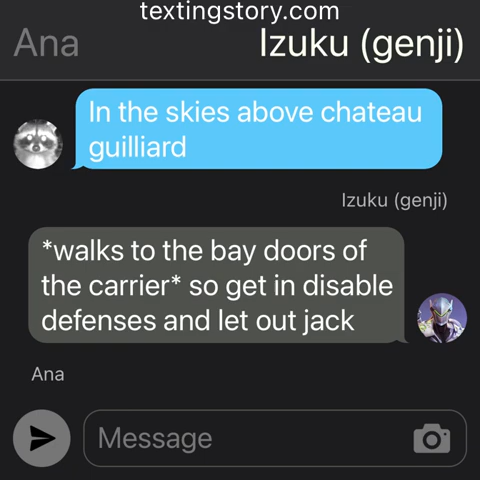 textingstory.com
Ana
Izuku (genji)
In the skies above chateau
guilliard
Izuku (genji)
*walks to the bay doors of
the carrier* so get in disable
defenses and let out jack
Ana
Message